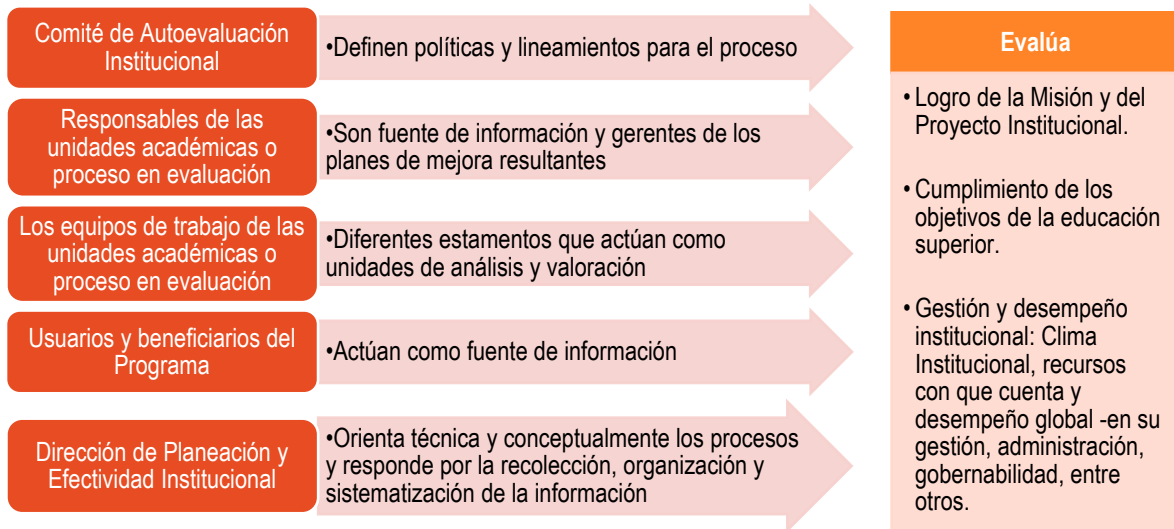 Comité de Autoevaluación
Institucional
•Definen políticas y lineamientos para el proceso
Responsables de las
unidades académicas o
proceso en evaluación
•Son fuente de información y gerentes de los
planes de mejora resultantes
Los equipos de trabajo de las
unidades académicas o
proceso en evaluación
•Diferentes estamentos que actúan como
unidades de análisis y valoración
Usuarios y beneficiarios del
Programa
•Actúan como fuente de información
Dirección de Planeación y
Efectividad Institucional
•Orienta técnica y conceptualmente los procesos
y responde por la recolección, organización y
sistematización de la información
Evalúa
• Logro de la Misión y del
Proyecto Institucional.
• Cumplimiento de los
objetivos de la educación
superior.
• Gestión y desempeño
institucional: Clima
Institucional, recursos
con que cuenta y
desempeño global -en su
gestión, administración,
gobernabilidad, entre
otros.